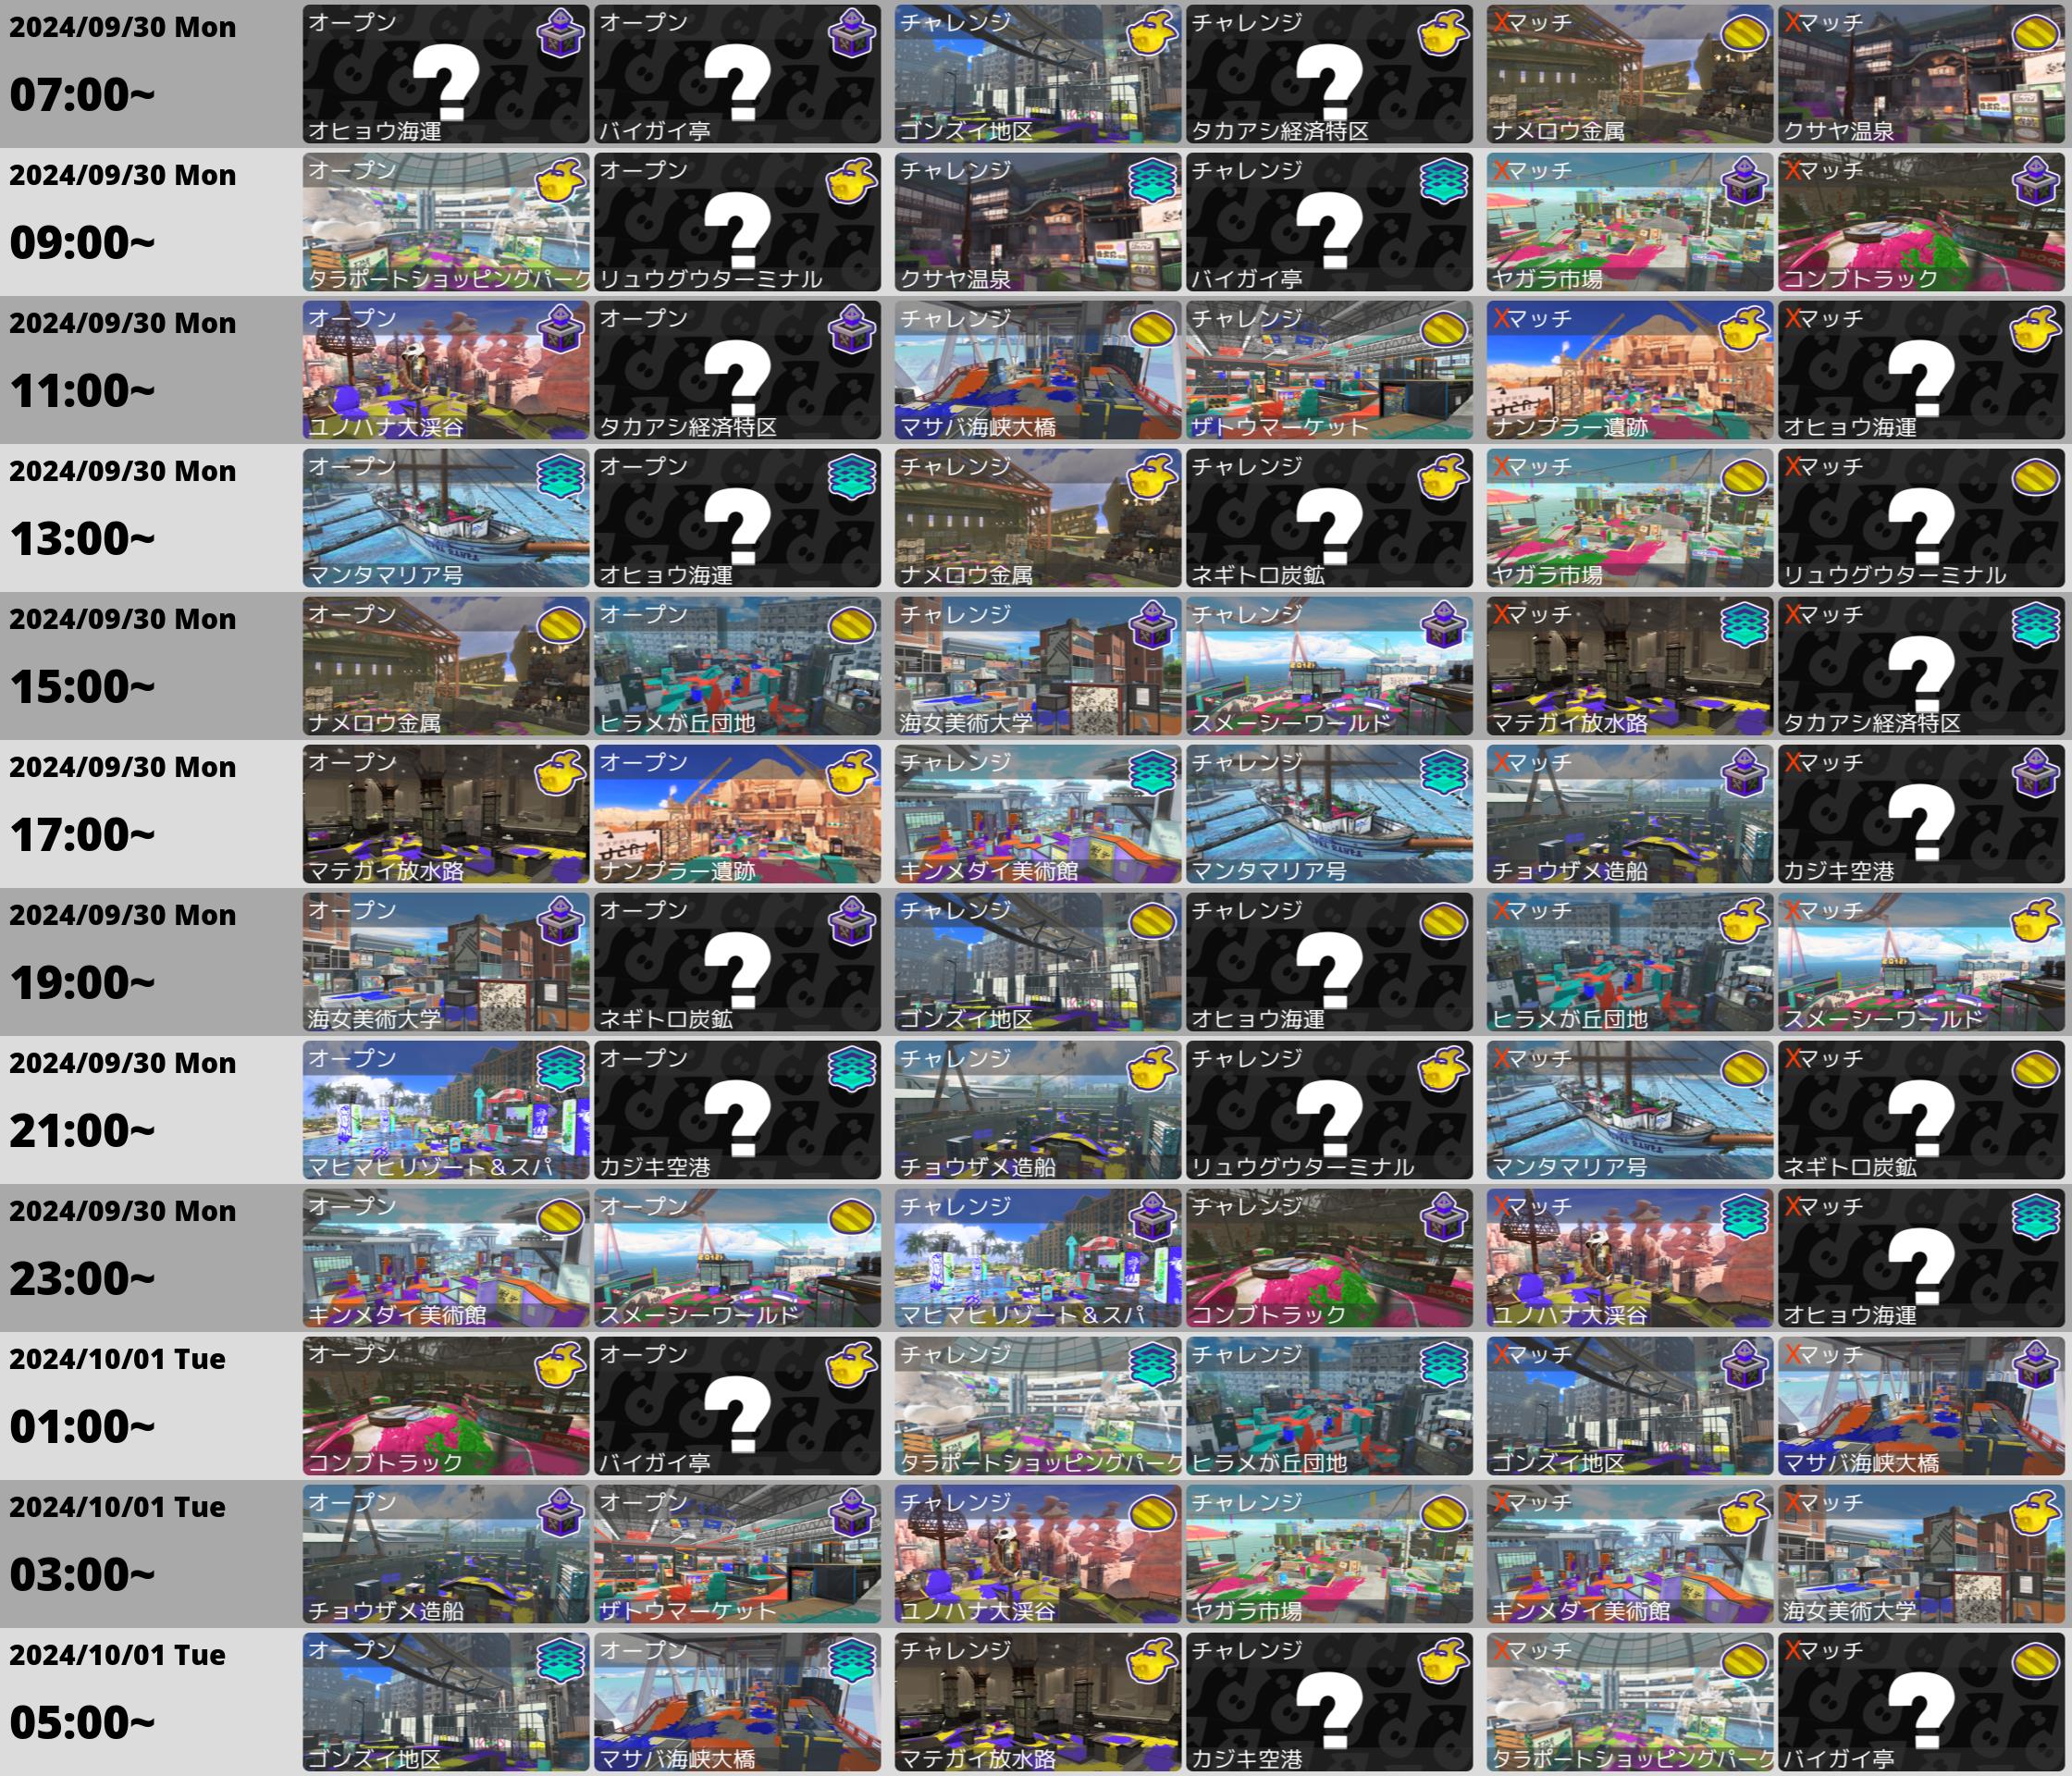 2024/09/30 Mon
07:00~
オープン
オヒョウ海運
オープン
バイガイ亭
チャレンジ
ゴンズイ地区
チャレンジ
タカアシ経済特区
Xマッチ
ナメロウ金属
Xマッチ
クサヤ温泉
2024/09/30 Mon
09:00~
オープン
タラポートショッピングパーク
オープン
リュウグウターミナル
チャレンジ
クサヤ温泉
チャレンジ
バイガイ亭
Xマッチ
ヤガラ市場
Xマッチ
コンブトラック
2024/09/30 Mon
11:00~
オープン
ユノハナ大渓谷
オープン
タカアシ経済特区
チャレンジ
マサバ海峡大橋
チャレンジ
ザトウマーケット
Xマッチ
ナンプラー遺跡
Xマッチ
オヒョウ海運
2024/09/30 Mon
13:00~
オープン
マンタマリア号
オープン
オヒョウ海運
チャレンジ
ナメロウ金属
チャレンジ
ネギトロ炭鉱
Xマッチ
ヤガラ市場
Xマッチ
リュウグウターミナル
2024/09/30 Mon
15:00~
オープン
ナメロウ金属
オープン
ヒラメが丘団地
チャレンジ
海女美術大学
チャレンジ
スメーシーワールド
Xマッチ
マテガイ放水路
Xマッチ
タカアシ経済特区
2024/09/30 Mon
17:00~
オープン
マテガイ放水路
オープン
ナンプラー遺跡
チャレンジ
キンメダイ美術館
チャレンジ
マンタマリア号
Xマッチ
チョウザメ造船
Xマッチ
カジキ空港
2024/09/30 Mon
19:00~
オープン
海女美術大学
オープン
ネギトロ炭鉱
チャレンジ
ゴンズイ地区
チャレンジ
オヒョウ海運
Xマッチ
ヒラメが丘団地
Xマッチ
スメーシーワールド
2024/09/30 Mon
21:00~
オープン
マヒマヒリゾート＆スパ
オープン
カジキ空港
チャレンジ
チョウザメ造船
チャレンジ
リュウグウターミナル
Xマッチ
マンタマリア号
Xマッチ
ネギトロ炭鉱
2024/09/30 Mon
23:00~
オープン
キンメダイ美術館
オープン
スメーシーワールド
チャレンジ
マヒマヒリゾート＆スパ
チャレンジ
コンブトラック
Xマッチ
ユノハナ大渓谷
Xマッチ
オヒョウ海運
2024/10/01 Tue
01:00~
オープン
コンブトラック
オープン
バイガイ亭
チャレンジ
タラポートショッピングパーク
チャレンジ
ヒラメが丘団地
Xマッチ
ゴンズイ地区
Xマッチ
マサバ海峡大橋
2024/10/01 Tue
03:00~
オープン
チョウザメ造船
オープン
ザトウマーケット
チャレンジ
ユノハナ大渓谷
チャレンジ
ヤガラ市場
Xマッチ
キンメダイ美術館
Xマッチ
海女美術大学
2024/10/01 Tue
05:00~
オープン
ゴンズイ地区
オープン
マサバ海峡大橋
チャレンジ
マテガイ放水路
チャレンジ
カジキ空港
Xマッチ
タラポートショッピングパーク
Xマッチ
バイガイ亭